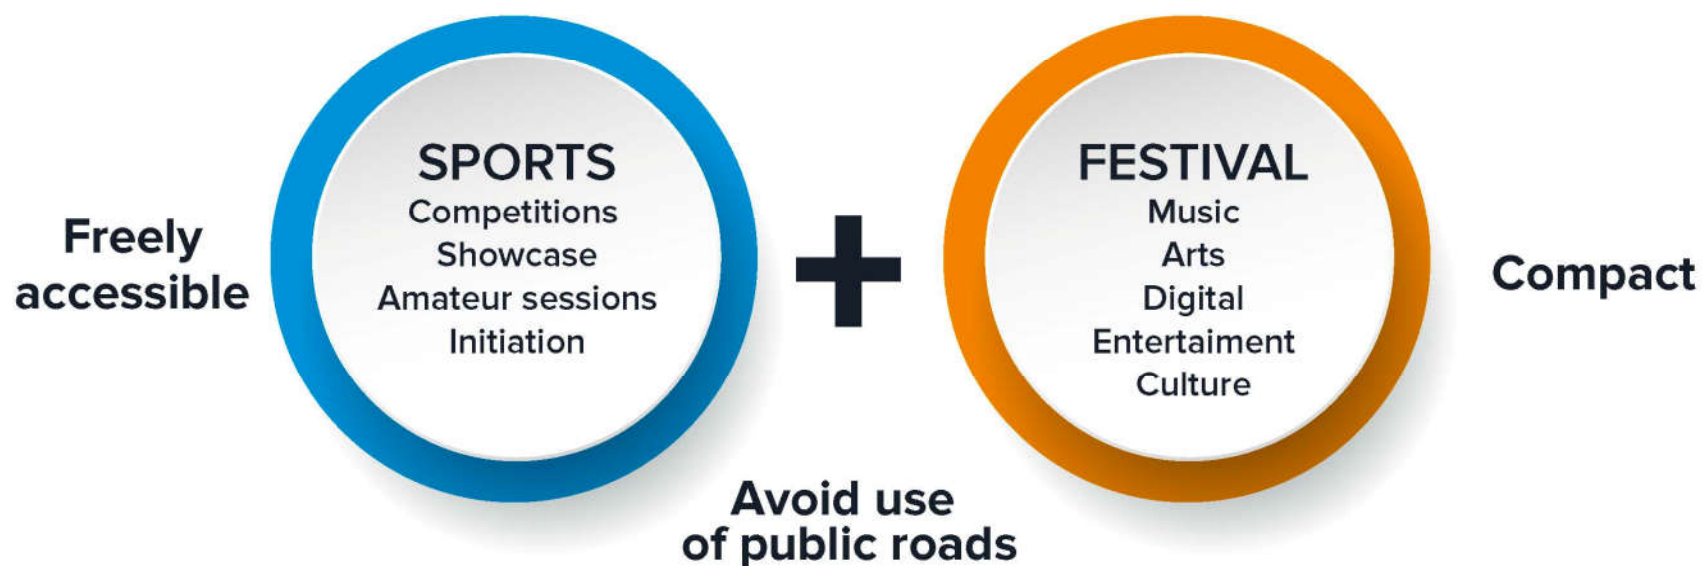 Freely
accessible
SPORTS
Competitions
Showcase
Amateur sessions
Initiation
+
FESTIVAL
Music
Arts
Digital
Entertaiment
Culture
Compact
Avoid use
of public roads